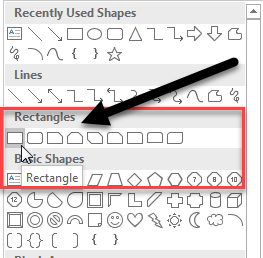 Recently Used Shapes
Lines
Rectangles
Basic Shapes
Rectangle